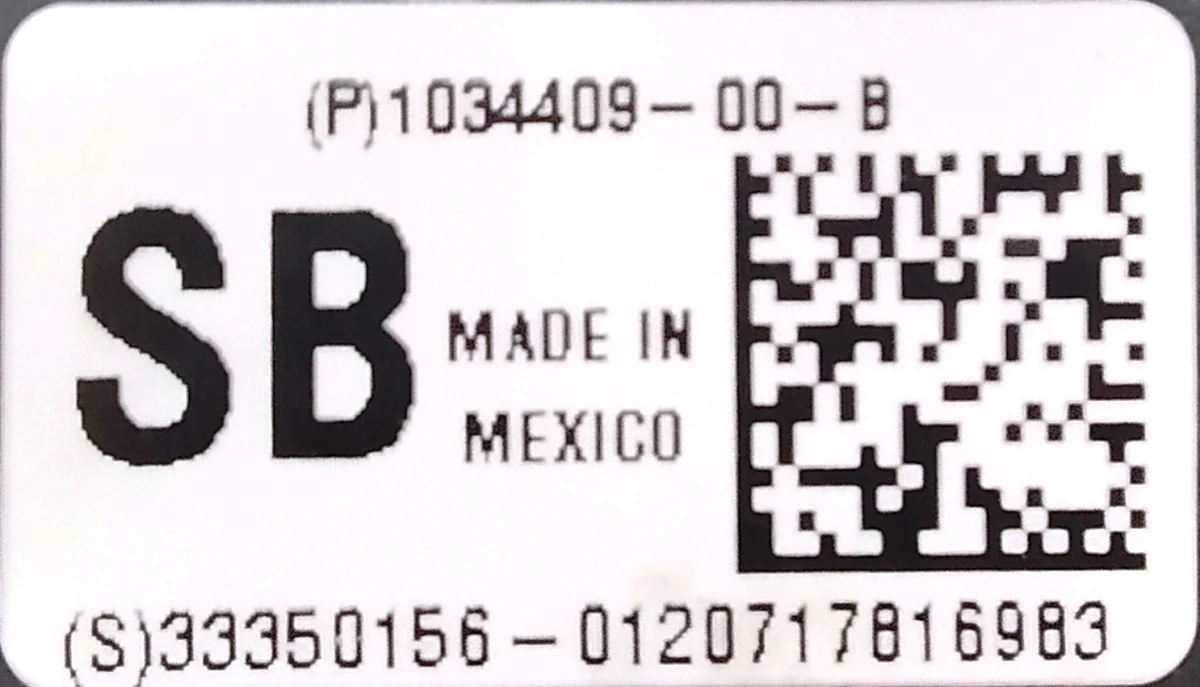 (P)1034409-00-B
SB
MADE IN
MEXICO
(S)33350156-0120717816983